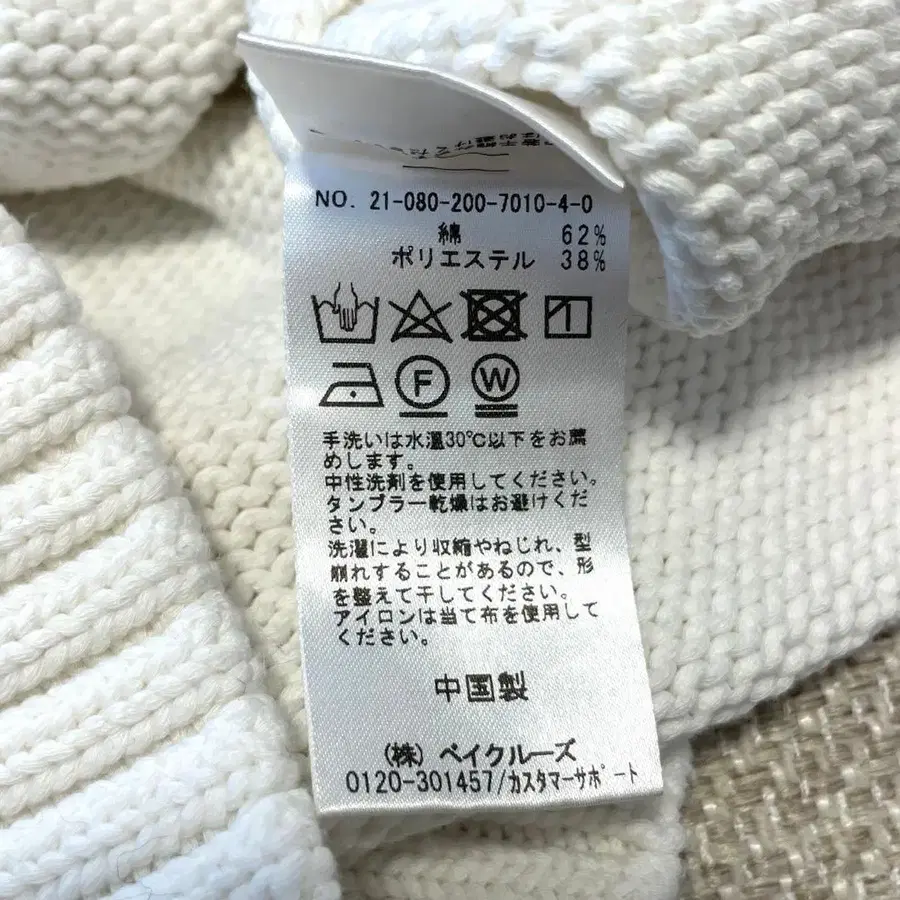 NO. 21-080-200-7010-4-0
綿 62%
ポリエステル 38%
F W
手洗いは水温30℃以下をお薦
めします。
中性洗剤を使用してください。
タンブラー乾燥はお避けくだ
さい。
洗濯により収縮やねじれ、型
崩れすることがあるので、形
を整えて干してください。
アイロンは当て布を使用して
ください。
中国製
(株) ベイクルーズ
0120-301457/カスタマーサポート